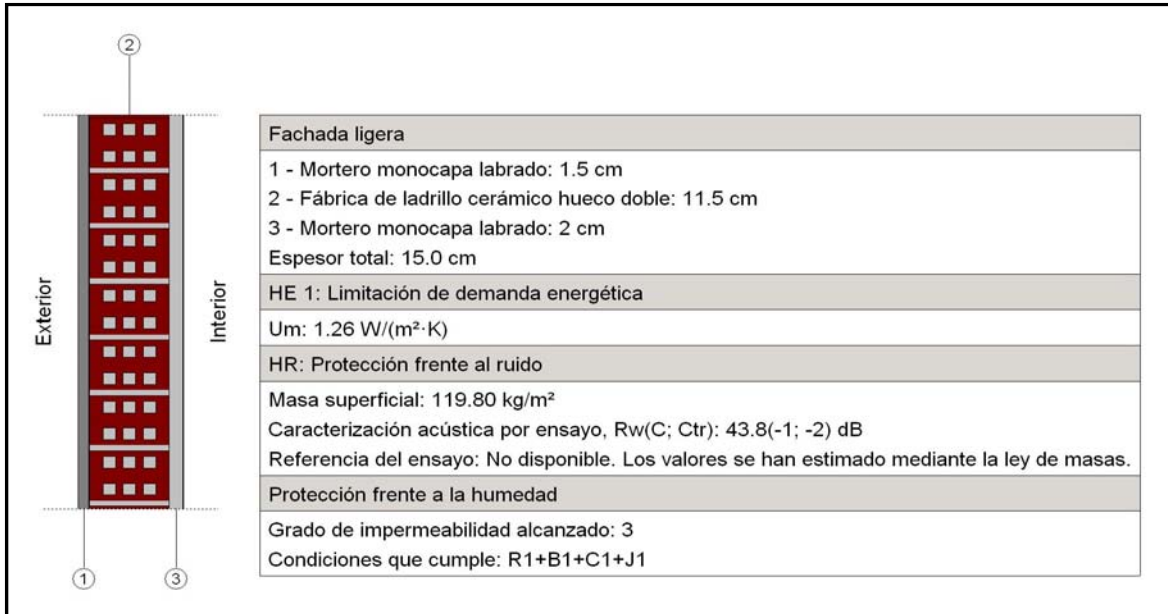 2
Exterior
Interior
1
3
Fachada ligera
1 - Mortero monocapa labrado: 1.5 cm
2 - Fábrica de ladrillo cerámico hueco doble: 11.5 cm
3 - Mortero monocapa labrado: 2 cm
Espesor total: 15.0 cm
HE 1: Limitación de demanda energética
Um: 1.26 W/(m²·K)
HR: Protección frente al ruido
Masa superficial: 119.80 kg/m²
Caracterización acústica por ensayo, Rw(C; Ctr): 43.8(-1; -2) dB
Referencia del ensayo: No disponible. Los valores se han estimado mediante la ley de masas.
Protección frente a la humedad
Grado de impermeabilidad alcanzado: 3
Condiciones que cumple: R1+B1+C1+J1